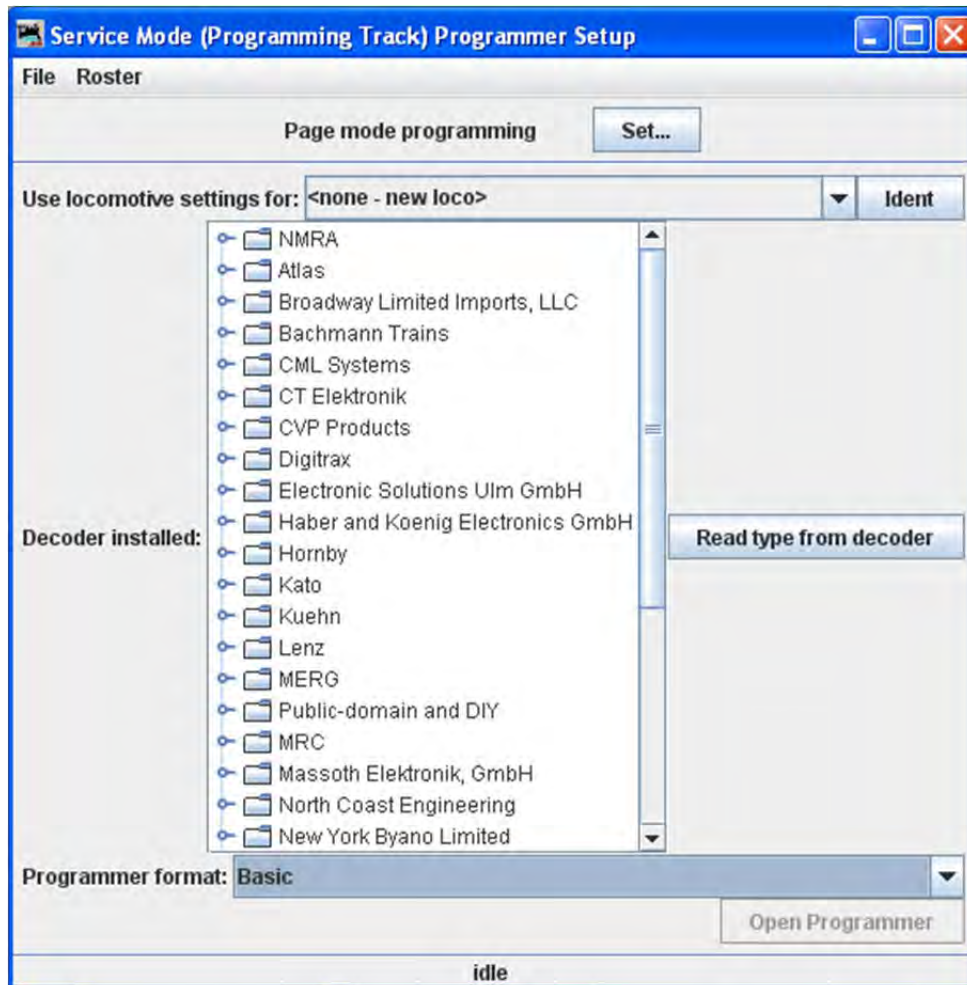 Service Mode (Programming Track) Programmer Setup
File Roster
Page mode programming Set...
Use locomotive settings for: <none - new loco> Ident
NMRA
Atlas
Broadway Limited Imports, LLC
Bachmann Trains
CML Systems
CT Elektronik
CVP Products
Digitrax
Electronic Solutions Ulm GmbH
Haber and Koenig Electronics GmbH
Decoder installed: Read type from decoder
Hornby
Kato
Kuehn
Lenz
MERG
Public-domain and DIY
MRC
Massoth Elektronik, GmbH
North Coast Engineering
New York Byano Limited
Programmer format: Basic
Open Programmer
idle